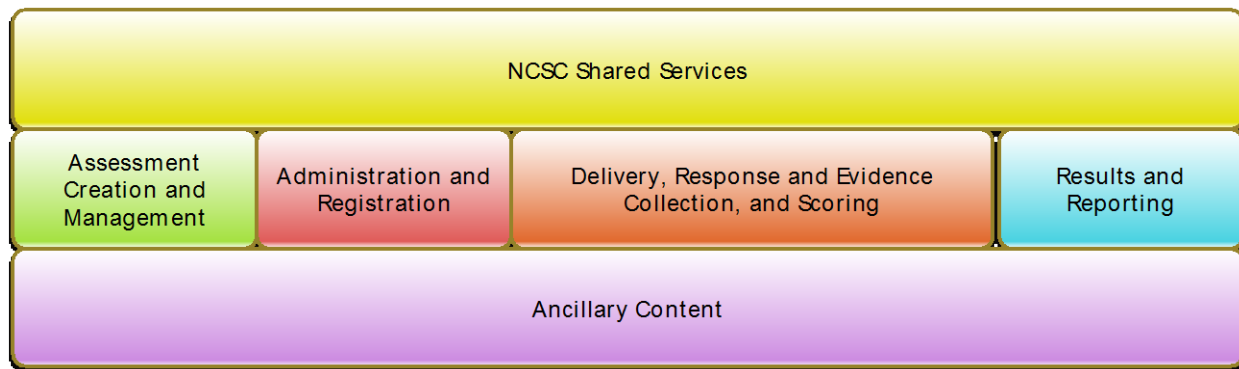 NCSC Shared Services
Assessment
Creation and
Management
Administration and
Registration
Delivery, Response and Evidence
Collection, and Scoring
Results and
Reporting
Ancillary Content